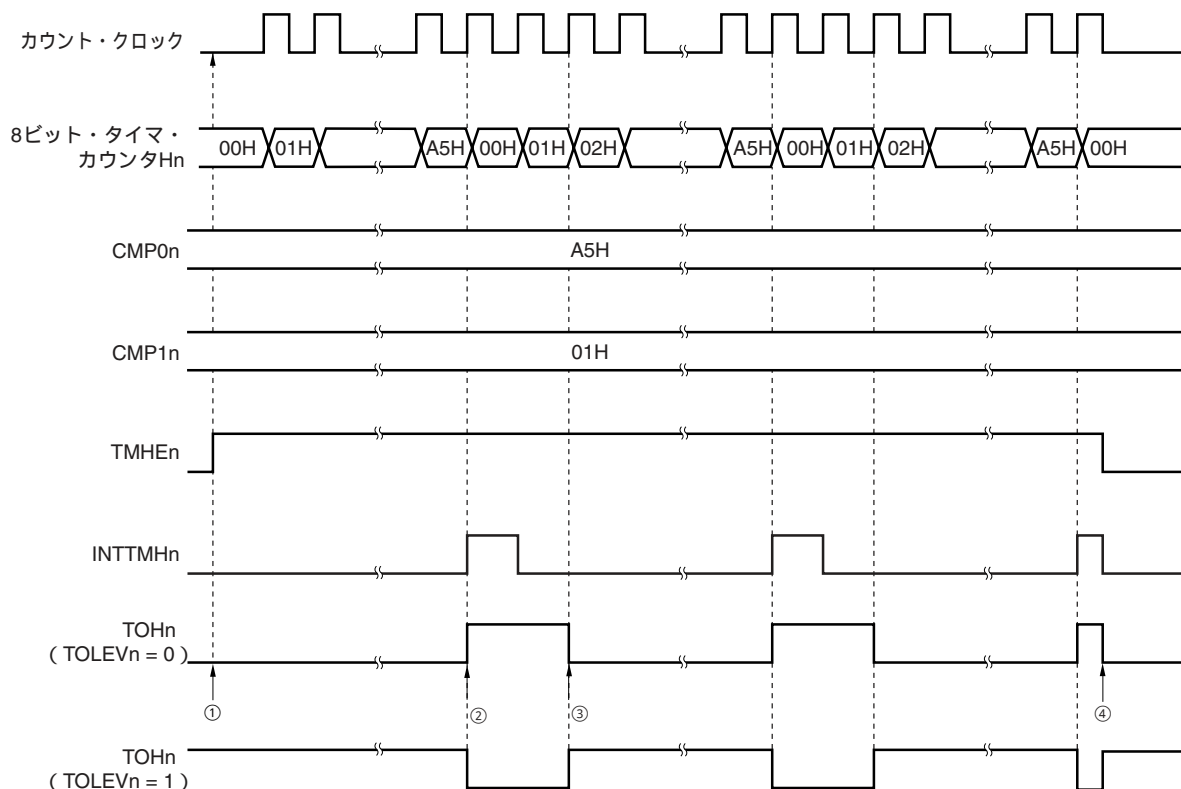 カウント・クロック
8ビット・タイマ・
カウンタHn
00H 01H A5H 00H 01H 02H A5H 00H 01H 02H A5H 00H
CMP0n
A5H
CMP1n
01H
TMHEn
INTTMHn
TOHn
( TOLEVn = 0 )
① ② ③ ④
TOHn
( TOLEVn = 1 )